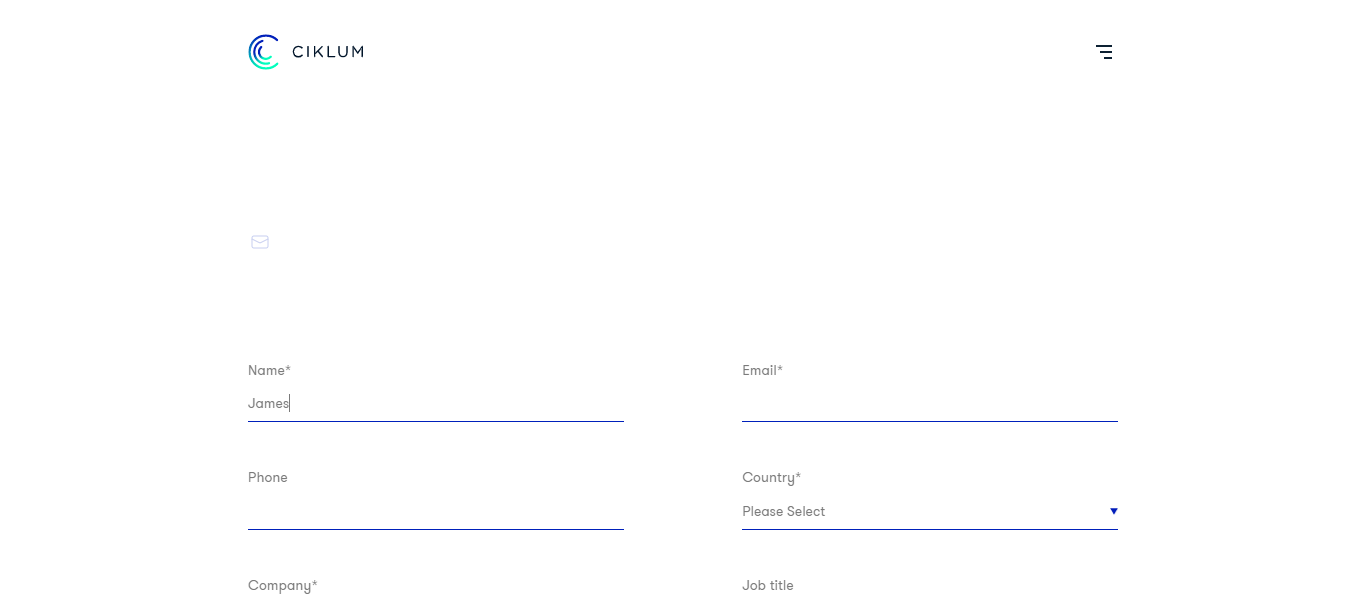 CIKLUM
Name*
Email*
James
Phone
Country*
Please Select
Company*
Job title